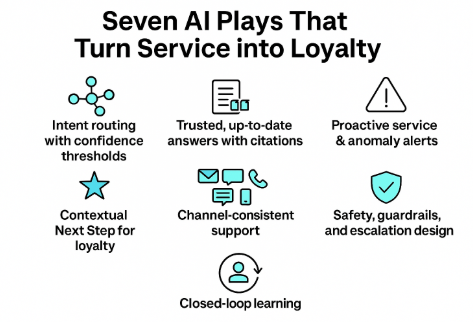 Seven AI Plays That
Turn Service into Loyalty
Intent routing
with confidence
thresholds
Trusted, up-to-date
answers with citations
Proactive service
& anomaly alerts
Contextual
Next Step for
loyalty
Channel-consistent
support
Safety, guardrails,
and escalation design
Closed-loop learning